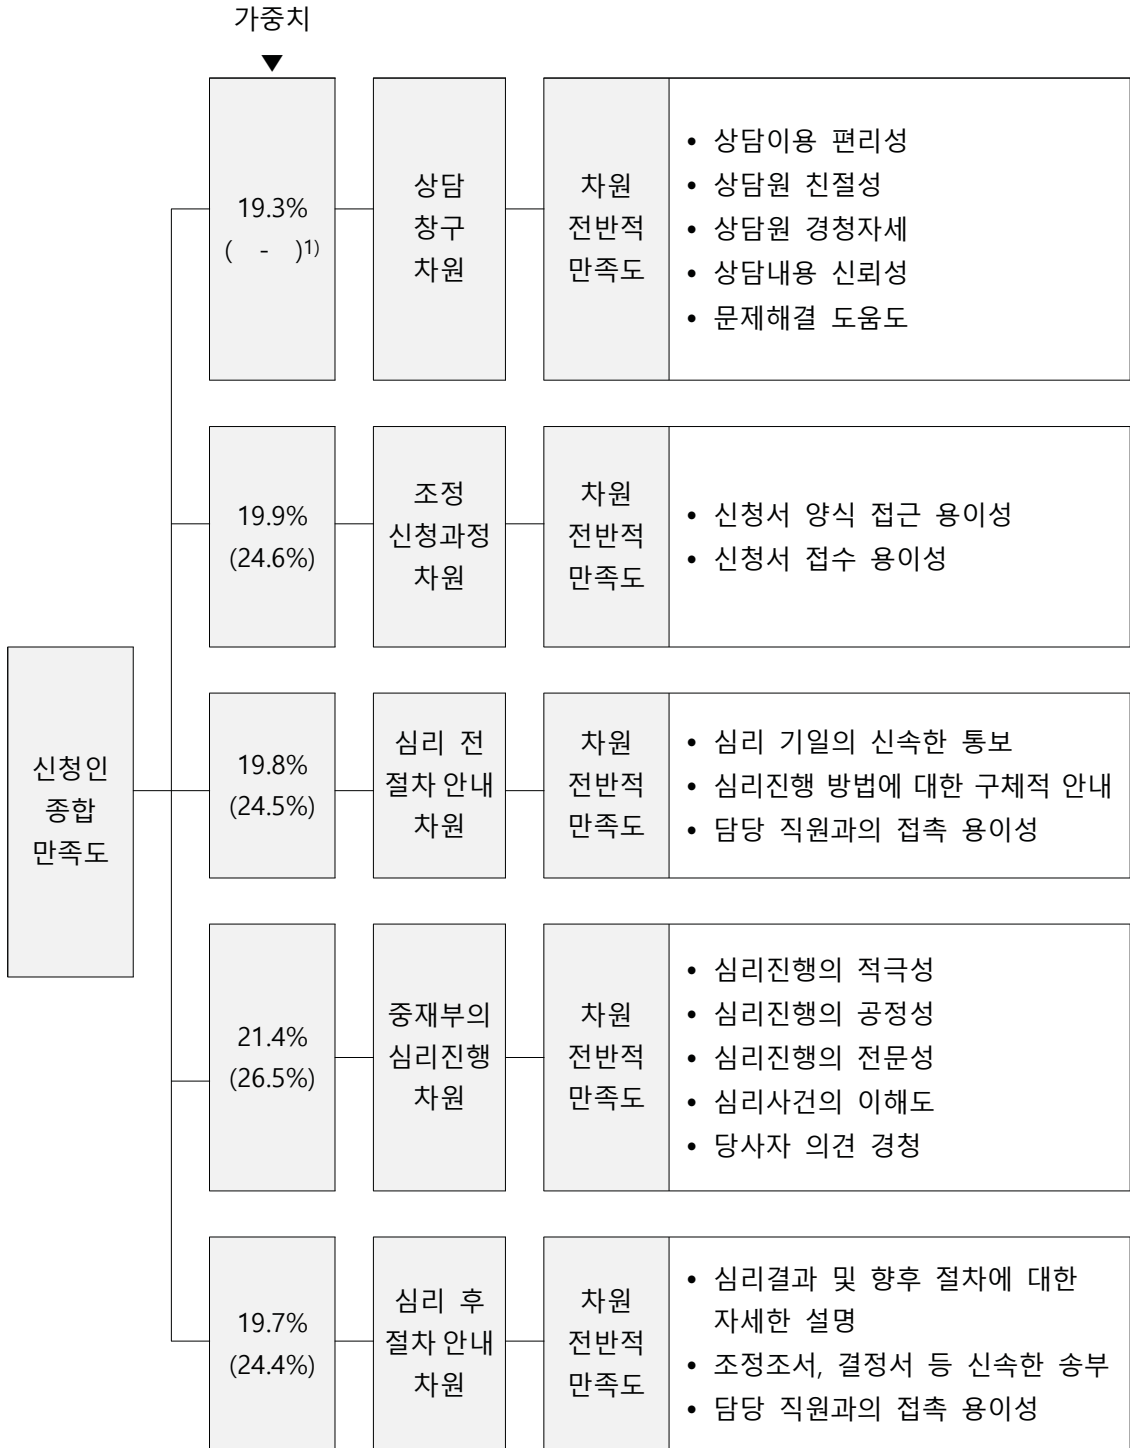 가중치
▼
19.3%
( - )1)
상담
창구
차원
차원
전반적
만족도
• 상담이용 편리성
• 상담원 친절성
• 상담원 경청자세
• 상담내용 신뢰성
• 문제해결 도움도
19.9%
(24.6%)
조정
신청과정
차원
차원
전반적
만족도
• 신청서 양식 접근 용이성
• 신청서 접수 용이성
신청인
종합
만족도
19.8%
(24.5%)
심리 전
절차 안내
차원
차원
전반적
만족도
• 심리 기일의 신속한 통보
• 심리진행 방법에 대한 구체적 안내
• 담당 직원과의 접촉 용이성
21.4%
(26.5%)
중재부의
심리진행
차원
차원
전반적
만족도
• 심리진행의 적극성
• 심리진행의 공정성
• 심리진행의 전문성
• 심리사건의 이해도
• 당사자 의견 경청
19.7%
(24.4%)
심리 후
절차 안내
차원
차원
전반적
만족도
• 심리결과 및 향후 절차에 대한
자세한 설명
• 조정조서, 결정서 등 신속한 송부
• 담당 직원과의 접촉 용이성